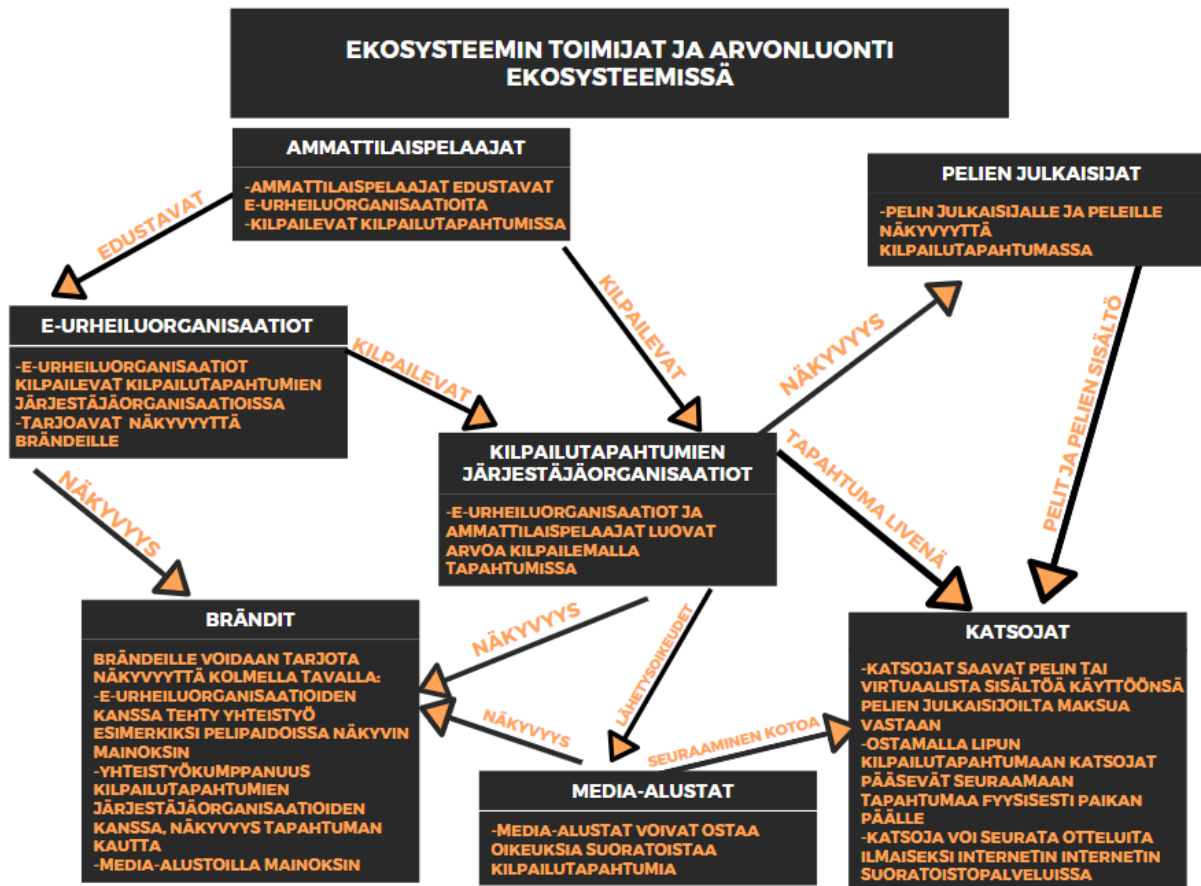 EKOSYSTEEMIN TOIMIJAT JA ARVONLUONTI
EKOSYSTEEMISSÄ
AMMATTILAISPELAAJAT
-AMMATTILAISPELAAJAT EDUSTAVAT
E-URHEILUORGANISAATIOITA
-KILPAILEVAT KILPAILUTAPAHTUMISSA
PELIEN JULKAISIJAT
-PELIN JULKAISIJALLE JA PELEILLE
NÄKYVYYTTÄ
KILPAILUTAPAHTUMASSA
EDUSTAVAT
KILPAILEVAT
E-URHEILUORGANISAATIOT
-E-URHEILUORGANISAATIOT
KILPAILEVAT KILPAILUTAPAHTUMIEN
JÄRJESTÄJÄORGANISAATIOISSA
-TARJOAVAT NÄKYVYYTTÄ
BRÄNDEILLE
KILPAILEVAT
NÄKYVYYS
PELIT JA PELIEN SISÄLTÖ
KILPAILUTAPAHTUMIEN
JÄRJESTÄJÄORGANISAATIOT
-E-URHEILUORGANISAATIOT JA
AMMATTILAISPELAAJAT LUOVAT
ARVOA KILPAILEMALLA
TAPAHTUMISSA
TAPAHTUMA LIVENÄ
NÄKYVYYS
NÄKYVYYS
LÄHETYSOIKEUDET
BRÄNDIT
BRÄNDEILLE VOIDAAN TARJOTA
NÄKYVYYTTÄ KOLMELLA TAVALLA:
-E-URHEILUORGANISAATIOIDEN
KANSSA TEHTY YHTEISTYÖ
ESIMERKIKSI PELIPAIDOISSA NÄKYVIN
MAINOKSIN
-YHTEISTYÖKUMPPANUUS
KILPAILUTAPAHTUMIEN
JÄRJESTÄJÄORGANISAATIOIDEN
KANSSA, NÄKYVYYS TAPAHTUMAN
KAUTTA
-MEDIA-ALUSTOILLA MAINOKSIN
NÄKYVYYS
SEURAAMINEN KOTOA
MEDIA-ALUSTAT
-MEDIA-ALUSTAT VOIVAT OSTAA
OIKEUKSIA SUORATOISTAA
KILPAILUTAPAHTUMIA
KATSOJAT
-KATSOJAT SAAVAT PELIN TAI
VIRTUAALISTA SISÄLTÖÄ KÄYTTÖÖNSÄ
PELIEN JULKAISIJOILTA MAKSUA
VASTAAN
-OSTAMALLA LIPUN
KILPAILUTAPAHTUMAAN KATSOJAT
PÄÄSEVÄT SEURAAMAAN
TAPAHTUMAA FYYSISESTI PAIKAN
PÄÄLLE
-KATSOJA VOI SEURATA OTTELUITA
ILMAISEKSI INTERNETIN INTERNETIN
SUORATOISTOPALVELUISSA